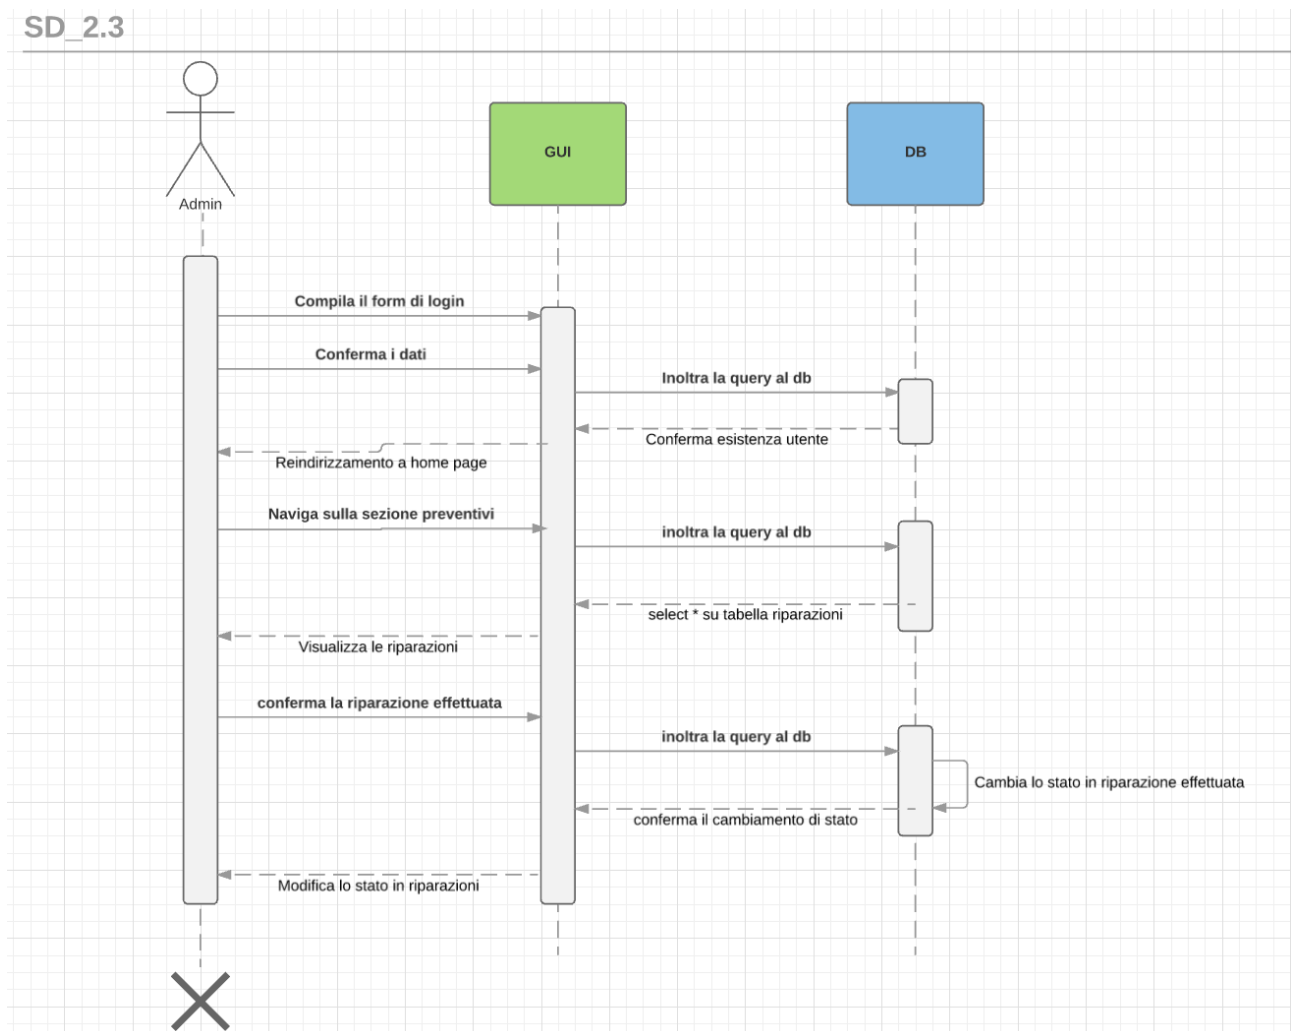 SD_2.3
GUI
DB
Admin
Compila il form di login
Conferma i dati
Inoltra la query al db
Conferma esistenza utente
Reindirizzamento a home page
Naviga sulla sezione preventivi
inoltra la query al db
select * su tabella riparazioni
Visualizza le riparazioni
conferma la riparazione effettuata
inoltra la query al db
Cambia lo stato in riparazione effettuata
conferma il cambiamento di stato
Modifica lo stato in riparazioni